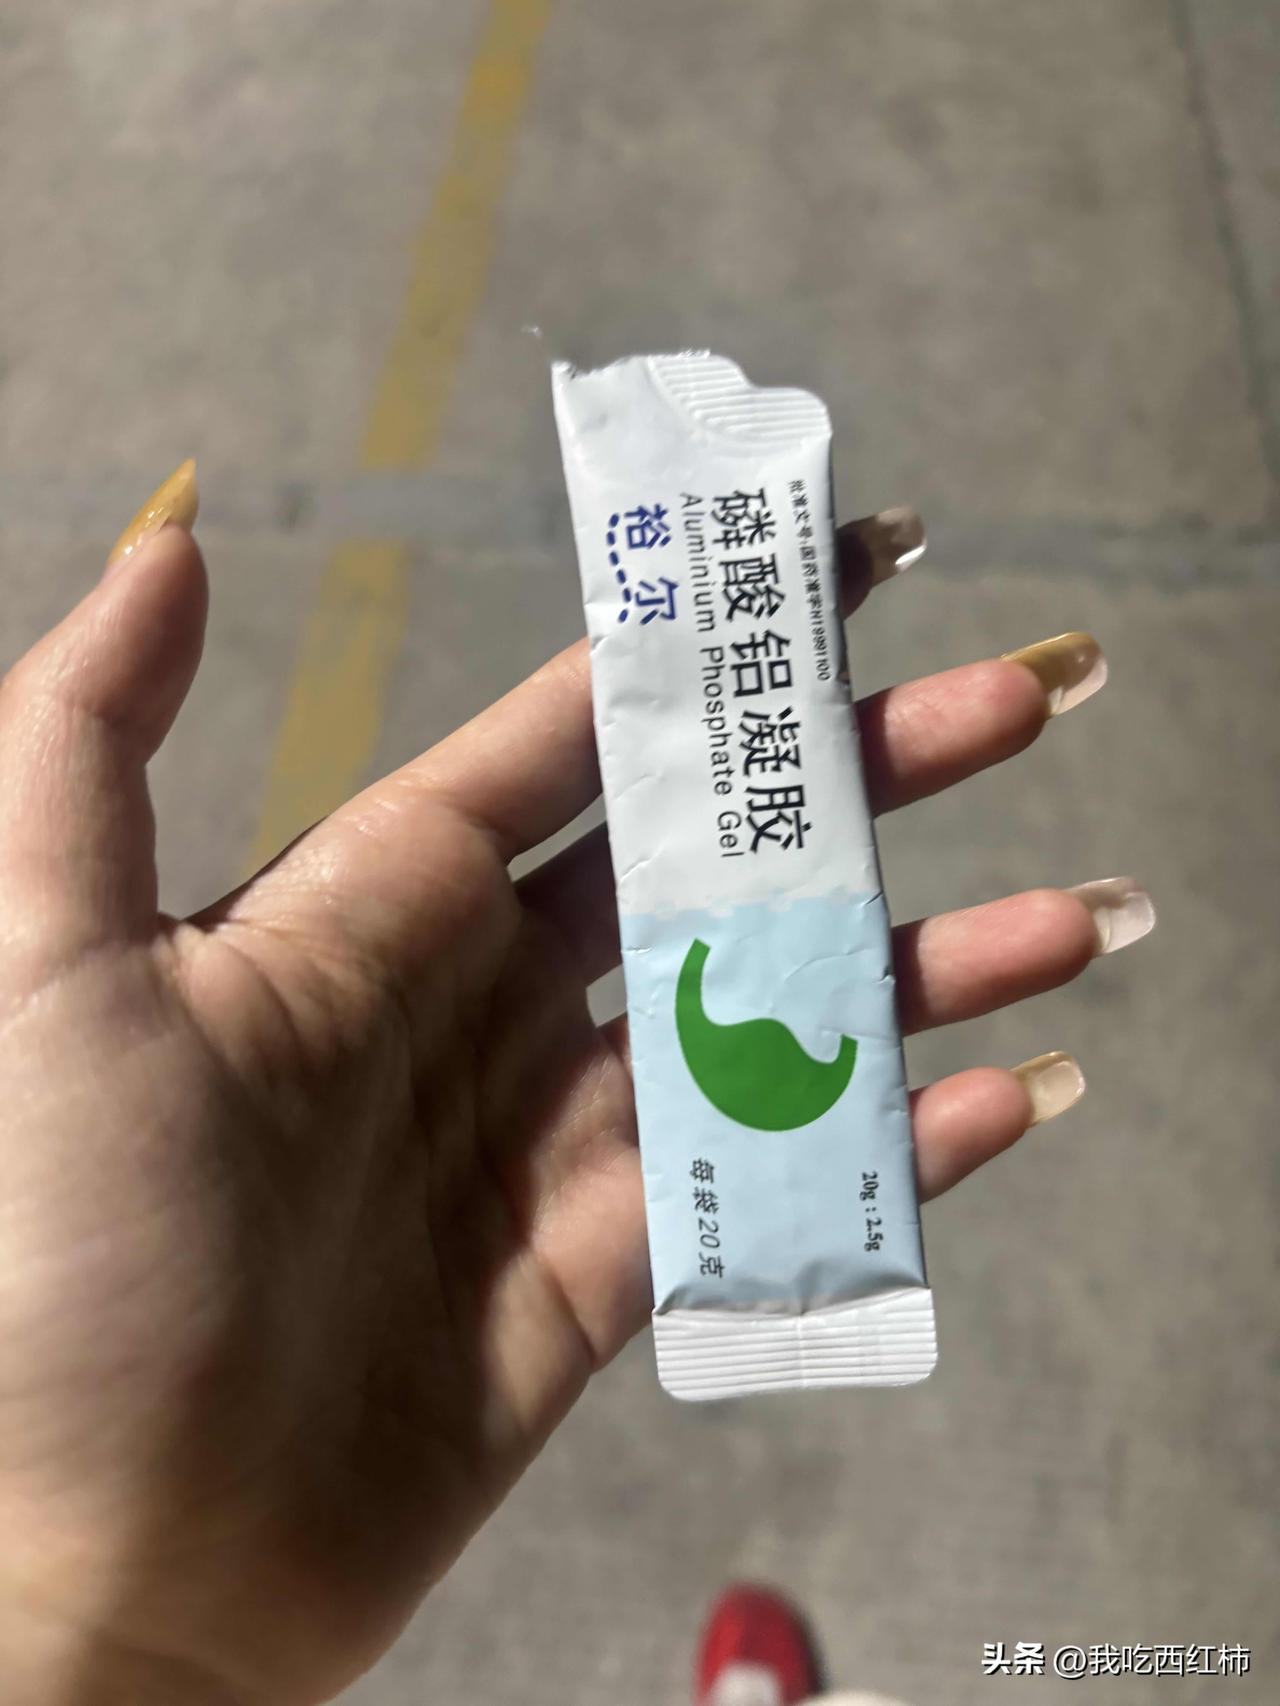 批准文号:国药准字H1999100
磷酸铝凝胶
Aluminium Phosphate Gel
裕尔
20g:2.5g
每袋20克
头条 @我吃西红柿